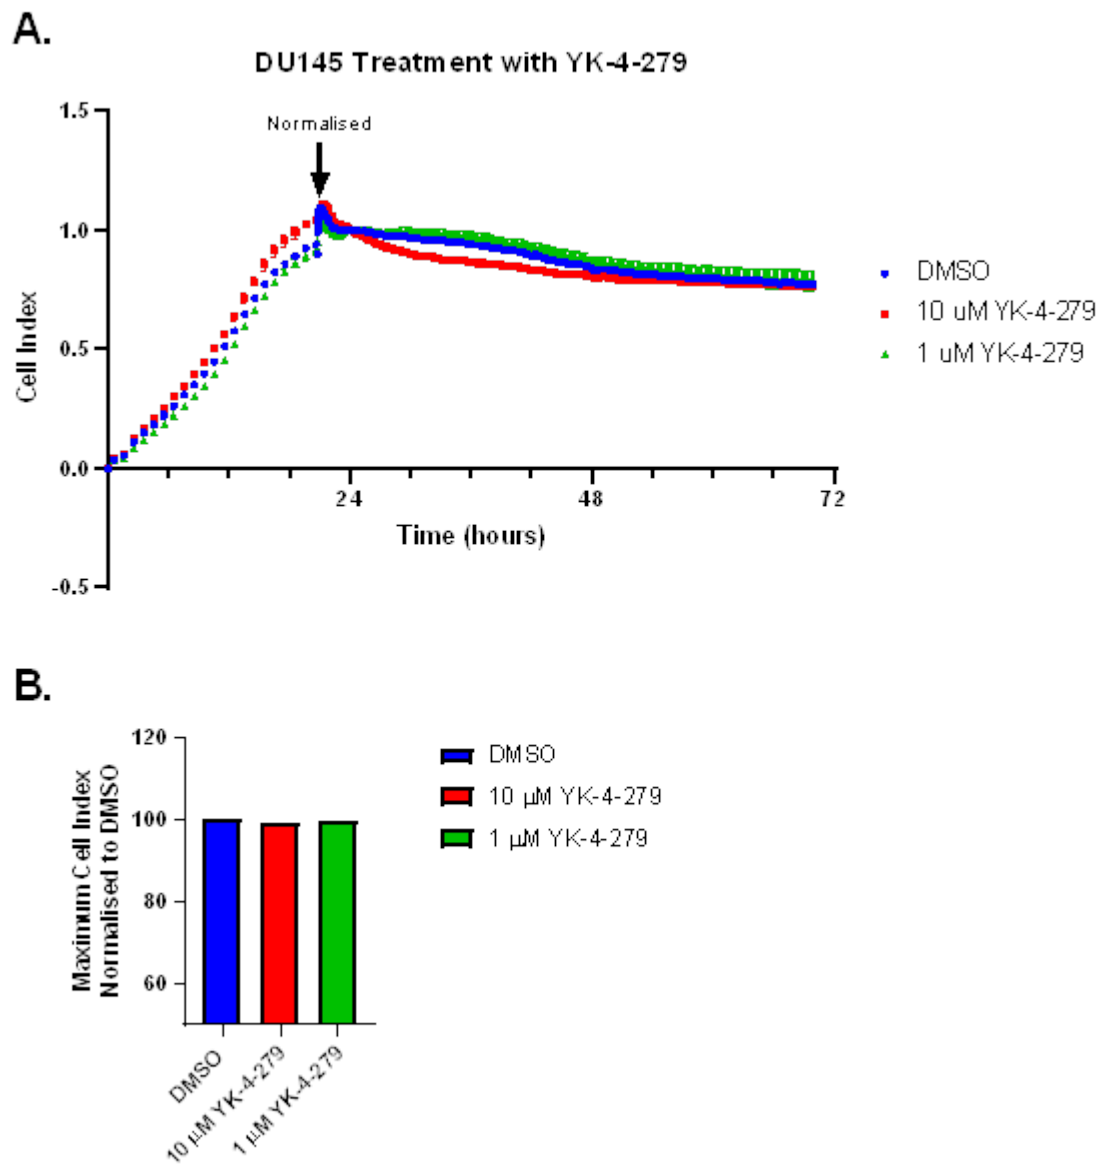 A.
DU145 Treatment with YK-4-279
Normalised
1.5
1.0
0.5
0.0
-0.5
Cell Index
24
48
72
Time (hours)
DMSO
10 uM YK-4-279
1 uM YK-4-279
B.
120
100
80
60
Maximum Cell Index
Normalised to DMSO
DMSO
10 µM YK-4-279
1 µM YK-4-279
DMSO
10 µM YK-4-279
1 µM YK-4-279